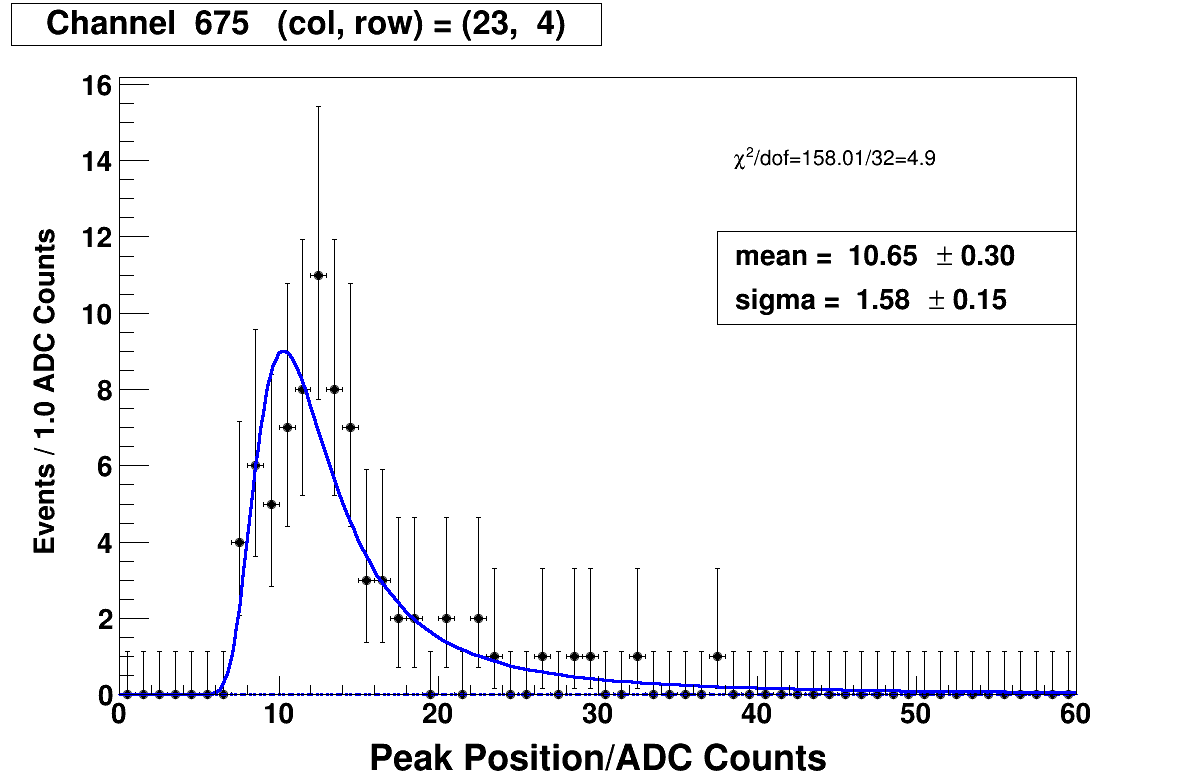 Channel 675 (col, row) = (23, 4)
16
14
12
10
8
6
4
2
0
Events / 1.0 ADC Counts
χ²/dof=158.01/32=4.9
mean = 10.65 ± 0.30
sigma = 1.58 ± 0.15
0 10 20 30 40 50 60
Peak Position/ADC Counts